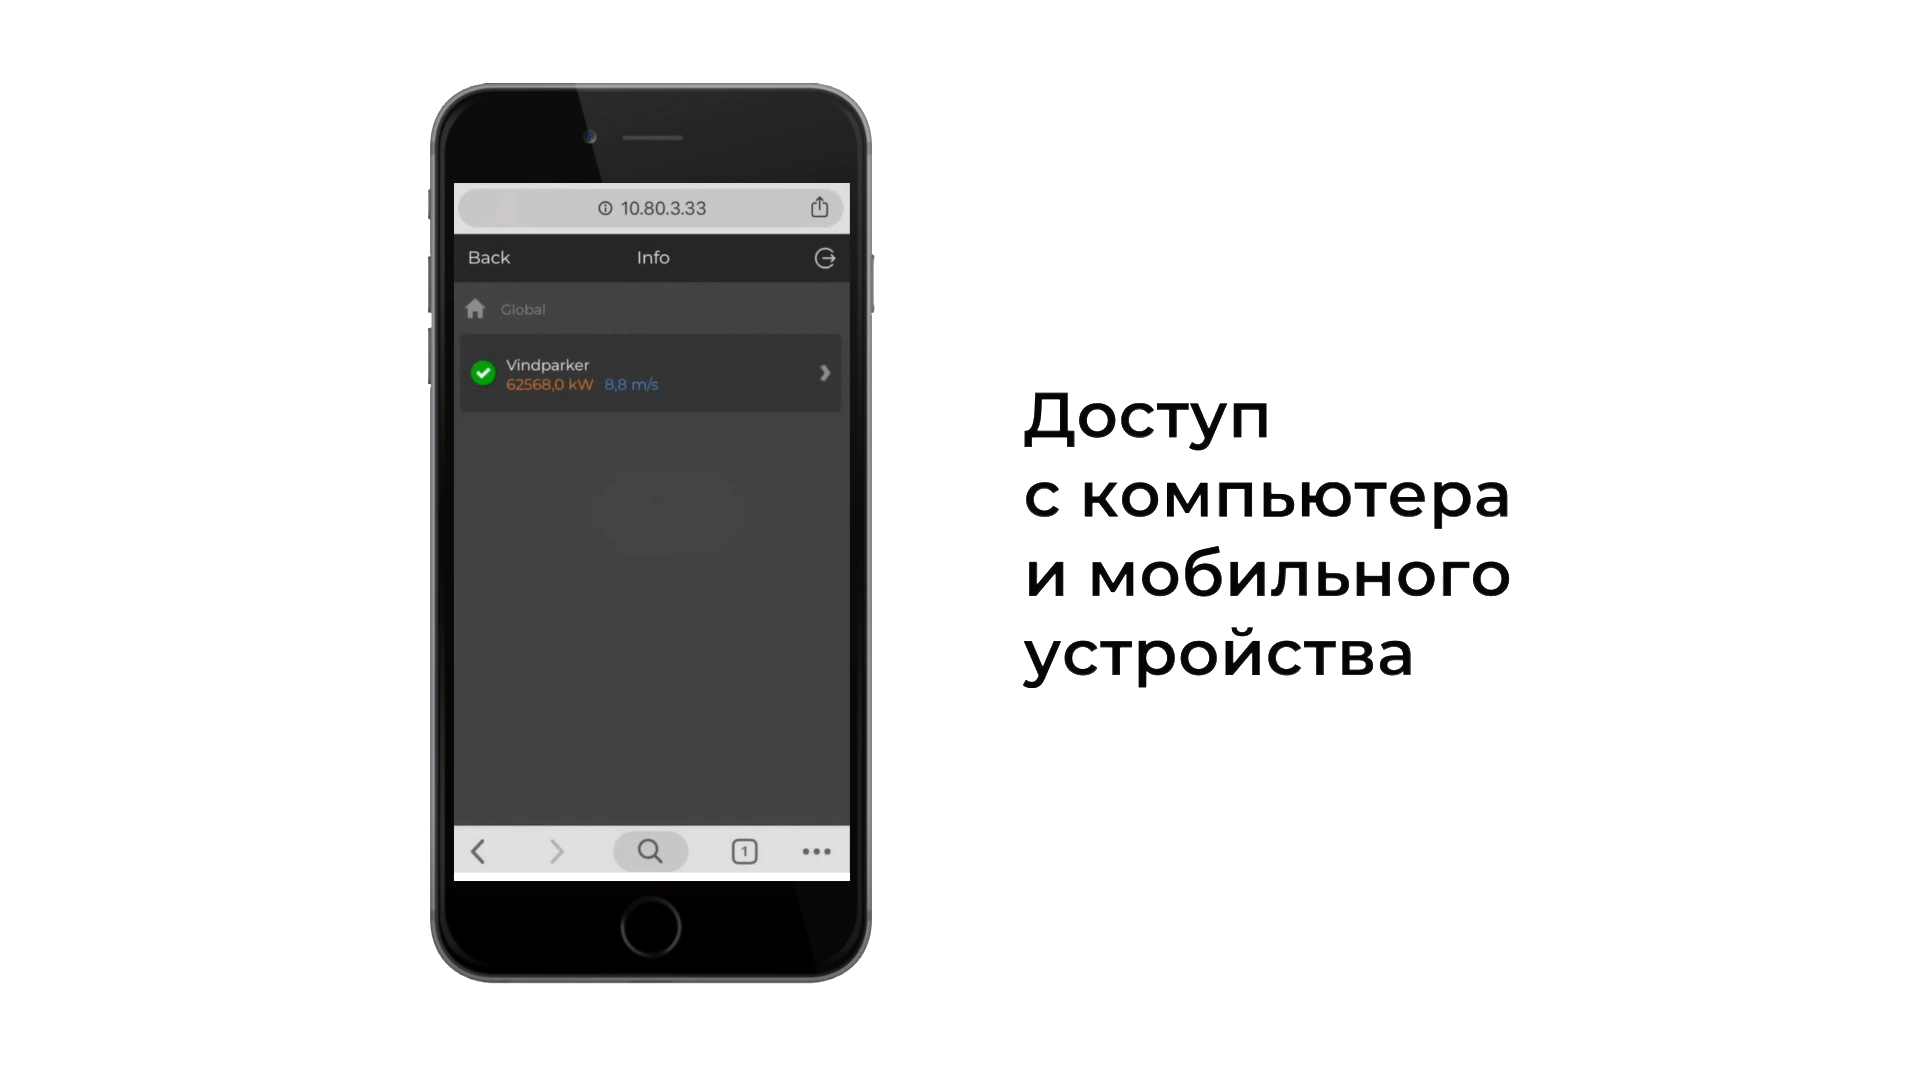 10.80.3.33
Back Info
Global
Vindparker
62568,0 kW 8,8 m/s
1
Доступ
с компьютера
и мобильного
устройства